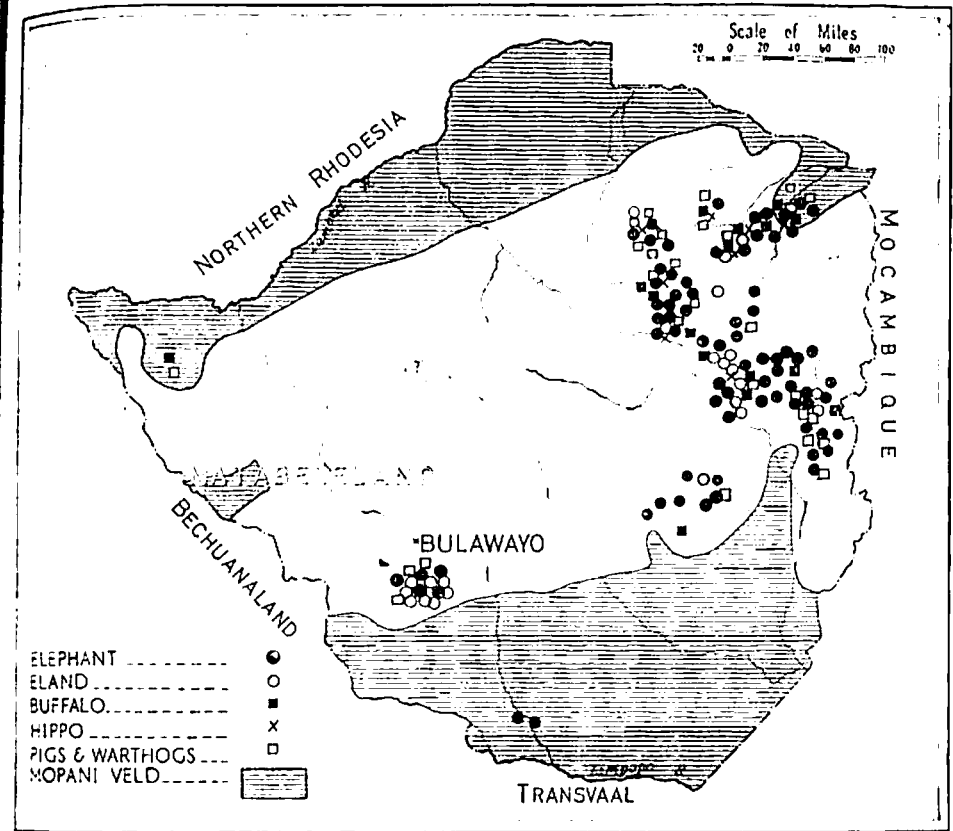 Scale of Miles
20 0 20 40 60 80 100
NORTHERN RHODESIA
MOCAMBIQUE
MATABELELAND
BECHUANALAND
BULAWAYO
ELEPHANT
ELAND
BUFFALO
HIPPO
PIGS & WARTHOGS
MOPANI VELD
R
TRANSVAAL